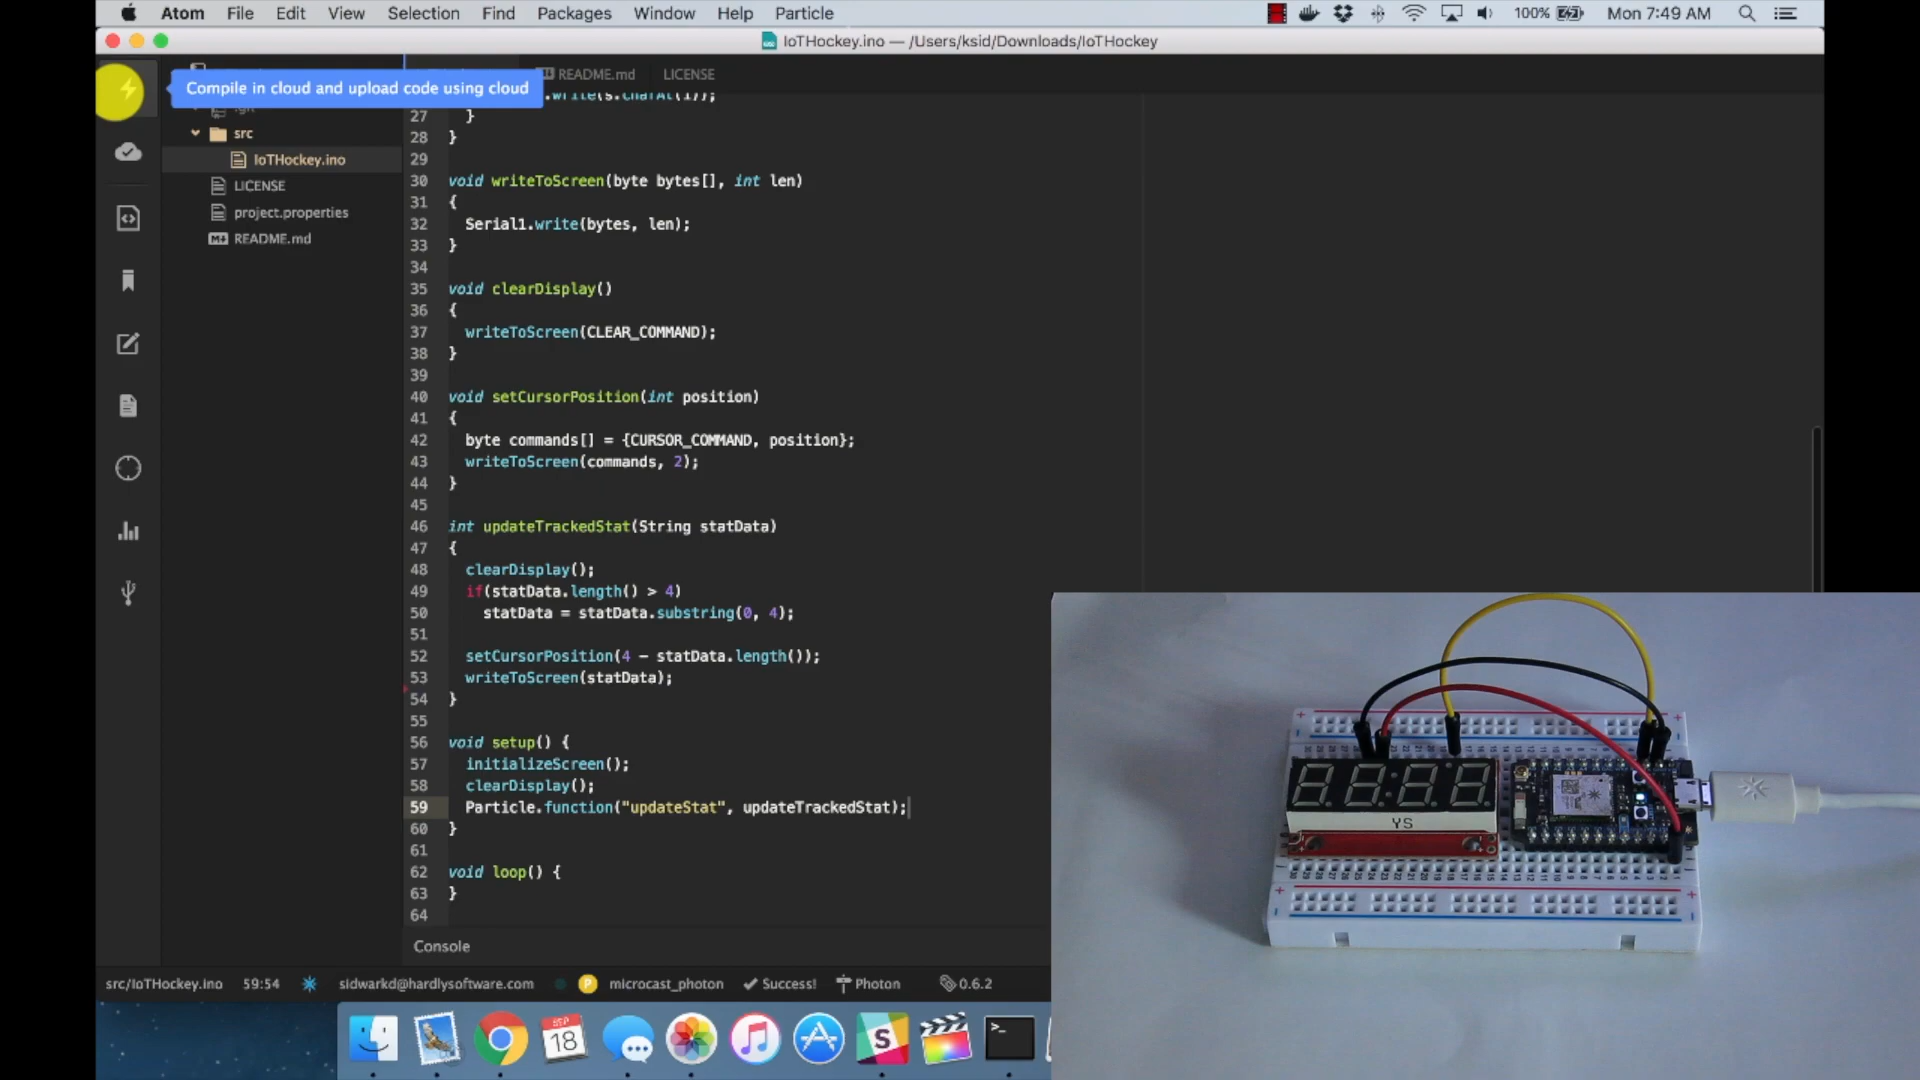 Atom File Edit View Selection Find Packages Window Help Particle 100% Mon 7:49 AM
IoTHockey.ino — /Users/ksid/Downloads/IoTHockey
README.md LICENSE
Compile in cloud and upload code using cloud
.git
src
IoTHockey.ino
LICENSE
project.properties
README.md
.write(s.charAt(i));
27 }
28 }
29
30 void writeToScreen(byte bytes[], int len)
31 {
32 Serial1.write(bytes, len);
33 }
34
35 void clearDisplay()
36 {
37 writeToScreen(CLEAR_COMMAND);
38 }
39
40 void setCursorPosition(int position)
41 {
42 byte commands[] = {CURSOR_COMMAND, position};
43 writeToScreen(commands, 2);
44 }
45
46 int updateTrackedStat(String statData)
47 {
48 clearDisplay();
49 if(statData.length() > 4)
50 statData = statData.substring(0, 4);
51
52 setCursorPosition(4 - statData.length());
53 writeToScreen(statData);
54 }
55
56 void setup() {
57 initializeScreen();
58 clearDisplay();
59 Particle.function("updateStat", updateTrackedStat);
60 }
61
62 void loop() {
63 }
64
Console
src/IoTHockey.ino 59:54 sidwarkd@hardlysoftware.com P microcast_photon Success! Photon 0.6.2
SEP
18
YS